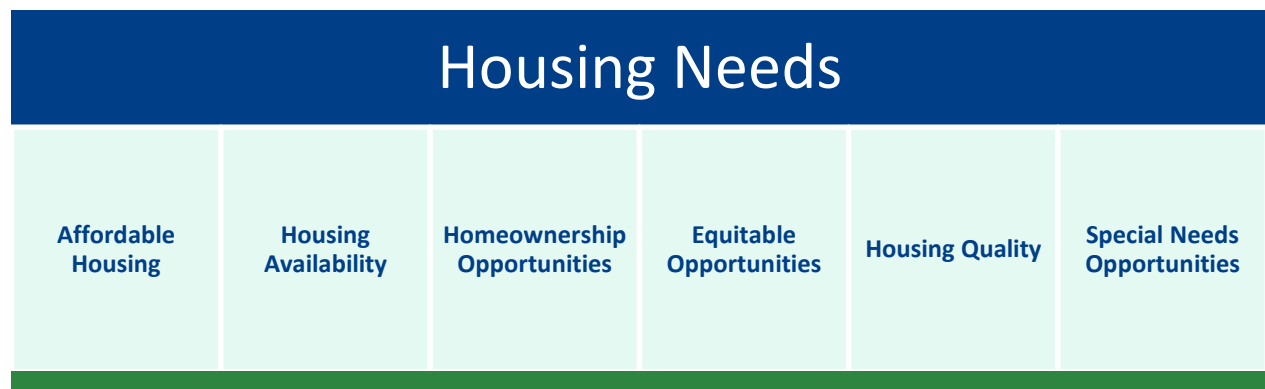 Housing Needs
Affordable
Housing
Housing
Availability
Homeownership
Opportunities
Equitable
Opportunities
Housing Quality
Special Needs
Opportunities